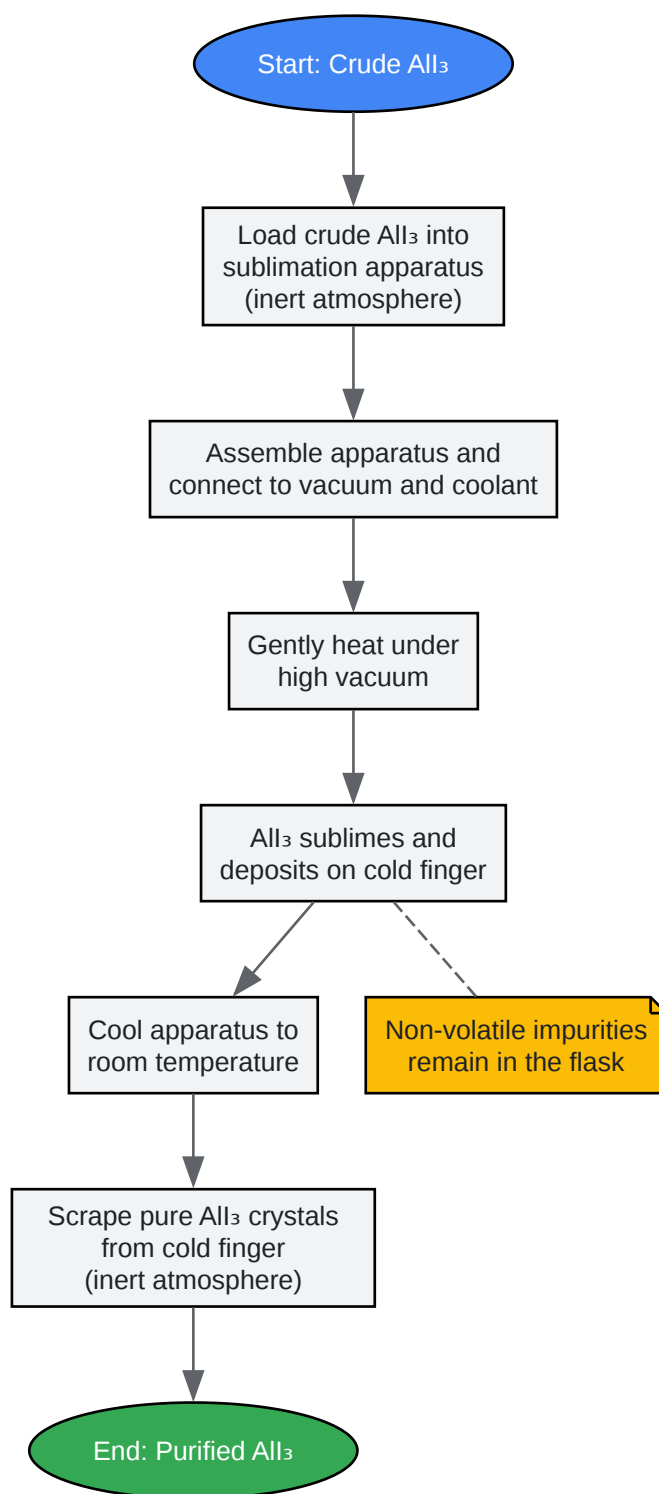 Start: Crude AlI₃
Load crude AlI₃ into
sublimation apparatus
(inert atmosphere)
Assemble apparatus and
connect to vacuum and coolant
Gently heat under
high vacuum
AlI₃ sublimes and
deposits on cold finger
Cool apparatus to
room temperature
Non-volatile impurities
remain in the flask
Scrape pure AlI₃ crystals
from cold finger
(inert atmosphere)
End: Purified AlI₃